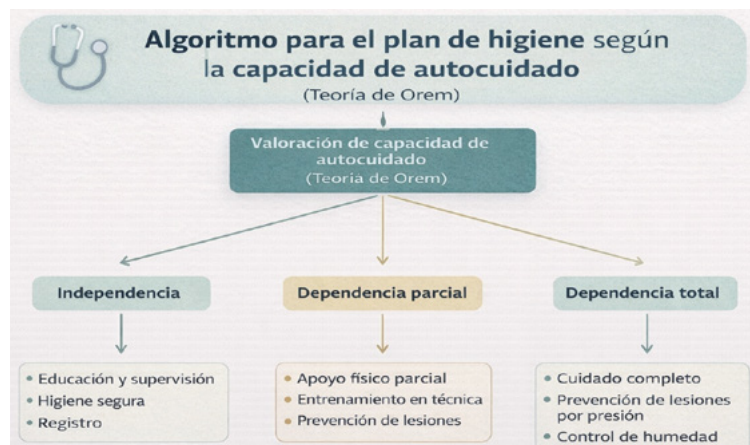 Algoritmo para el plan de higiene según
la capacidad de autocuidado
(Teoría de Orem)
Valoración de capacidad de
autocuidado
(Teoria de Orem)
Independencia
Dependencia parcial
Dependencia total
• Educación y supervisión
• Higiene segura
• Registro
• Apoyo físico parcial
• Entrenamiento en técnica
• Prevención de lesiones
• Cuidado completo
• Prevención de lesiones
por presión
• Control de humedad